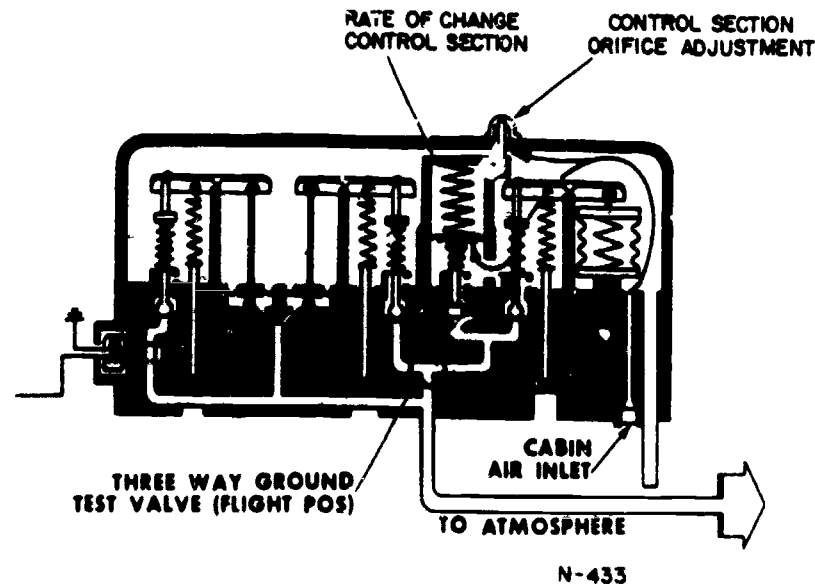 RATE OF CHANGE
CONTROL SECTION
CONTROL SECTION
ORIFICE ADJUSTMENT
CABIN
AIR INLET
THREE WAY GROUND
TEST VALVE (FLIGHT POS)
TO ATMOSPHERE
N-433